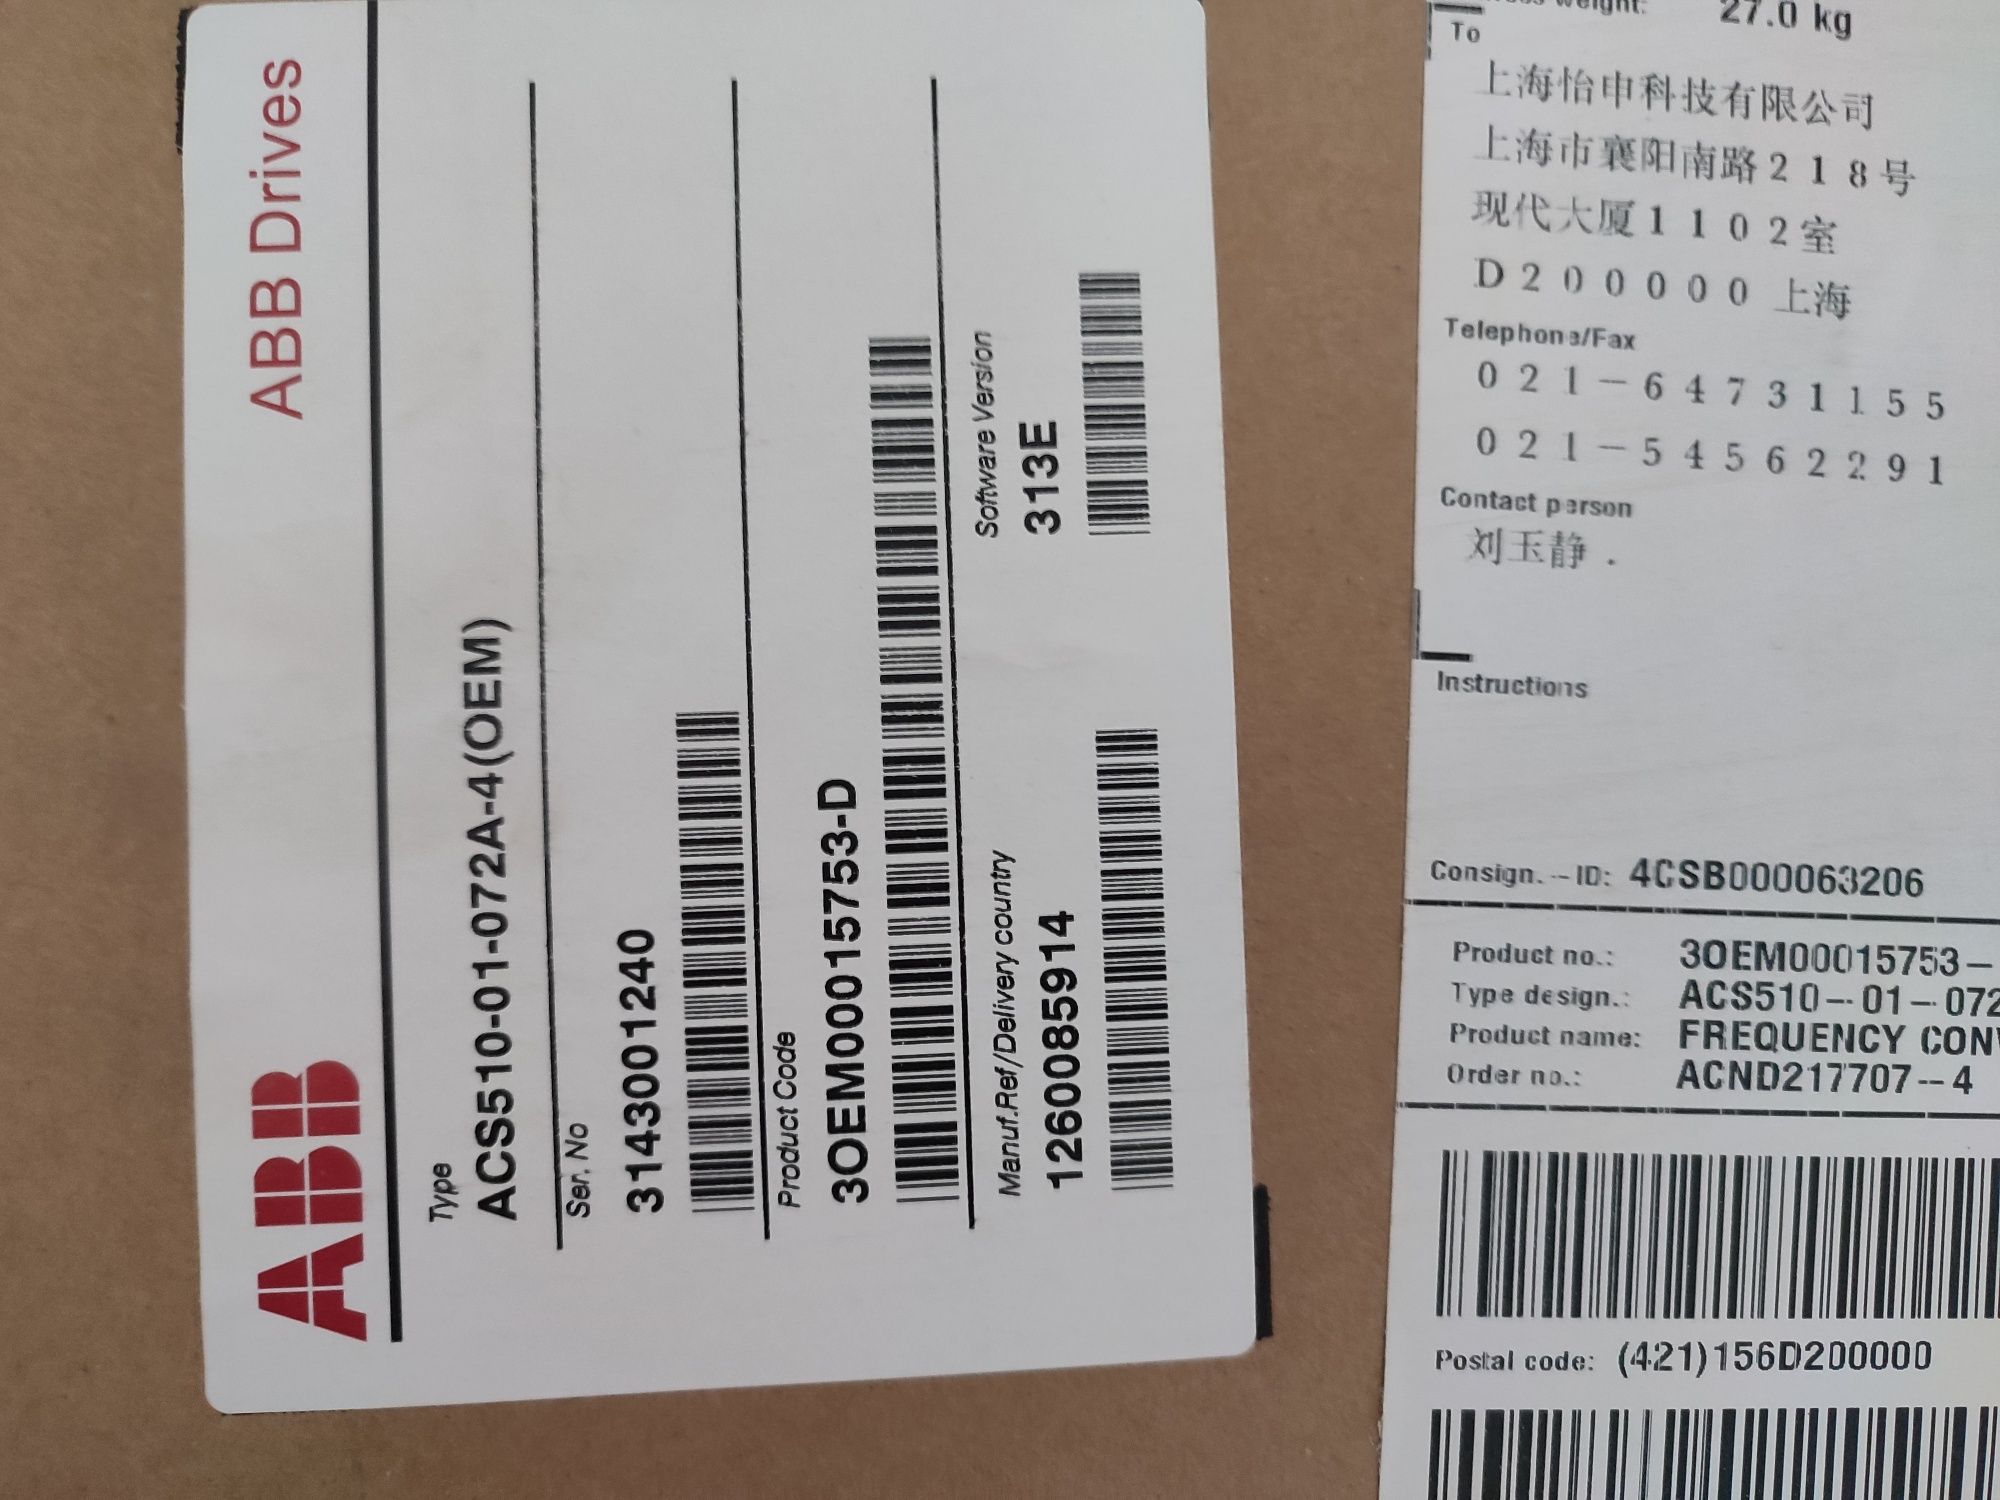 ABB
ABB Drives
Type
ACS510-01-072A-4(OEM)
Ser. No
3143001240
Product Code
3OEM00015753-D
Manuf.Ref/Delivery country
1260085914
Software Version
313E
weight: 27.0 kg
To
上海怡申科技有限公司
上海市襄阳南路218号
现代大厦1102室
D200000 上海
Telephone/Fax
021-64731155
021-54562291
Contact person
刘玉静.
Instructions
Consign.-ID: 4CSB000063206
Product no.: 3OEM00015753-
Type design.: ACS510-01-072
Product name: FREQUENCY CON
Order no.: ACND217707-4
Postal code: (421)156D200000